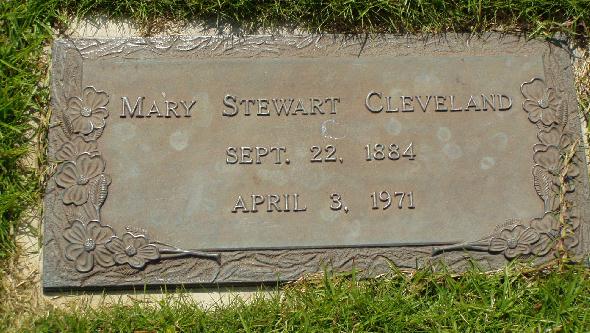 Mary Stewart Cleveland
Sept. 22, 1884
April 3, 1971